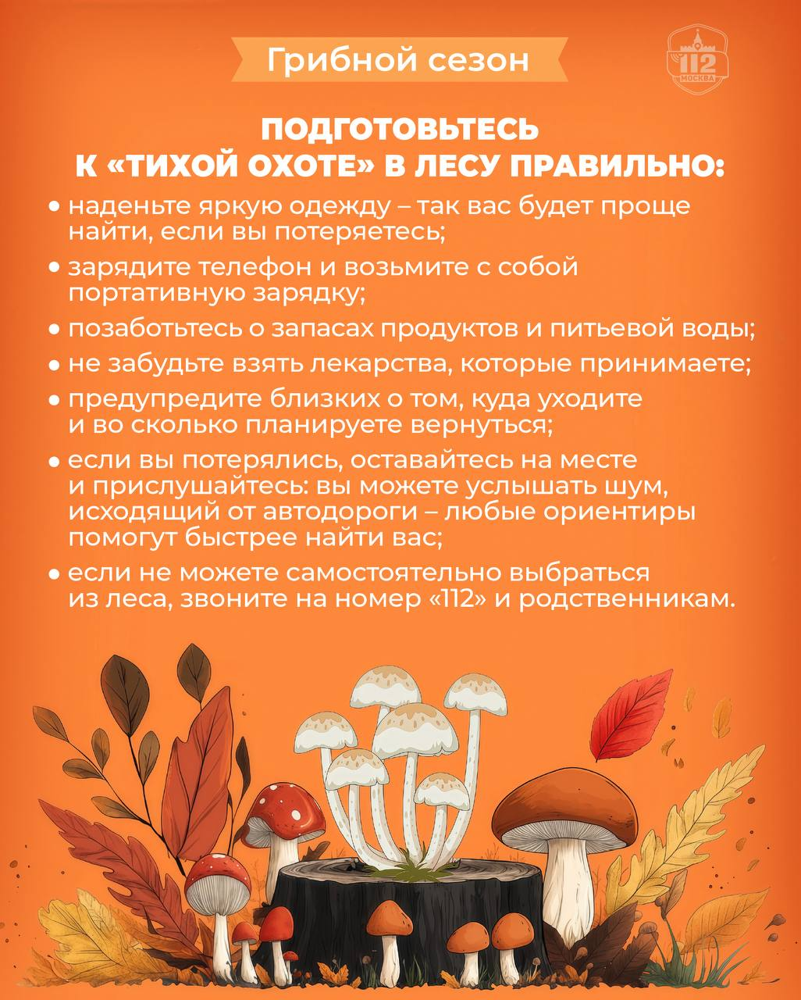 Грибной сезон
112
МОСКВА
ПОДГОТОВЬТЕСЬ
К «ТИХОЙ ОХОТЕ» В ЛЕСУ ПРАВИЛЬНО:
• наденьте яркую одежду – так вас будет проще
найти, если вы потеряетесь;
• зарядите телефон и возьмите с собой
портативную зарядку;
• позаботьтесь о запасах продуктов и питьевой воды;
• не забудьте взять лекарства, которые принимаете;
• предупредите близких о том, куда уходите
и во сколько планируете вернуться;
• если вы потерялись, оставайтесь на месте
и прислушайтесь: вы можете услышать шум,
исходящий от автодороги – любые ориентиры
помогут быстрее найти вас;
• если не можете самостоятельно выбраться
из леса, звоните на номер «112» и родственникам.